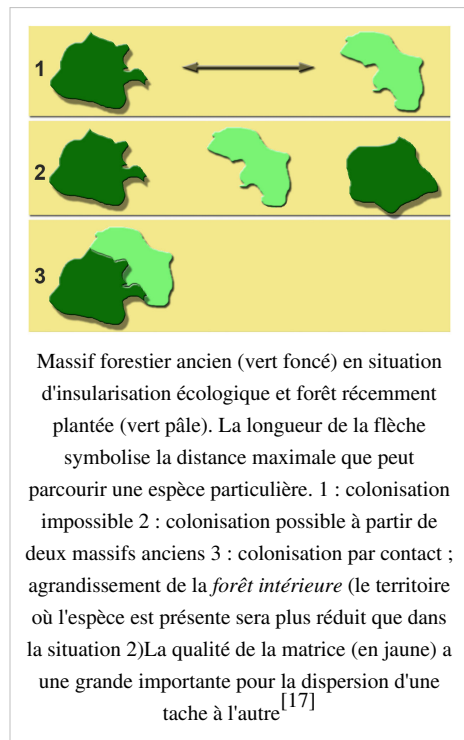 1
2
3
Massif forestier ancien (vert foncé) en situation
d'insularisation écologique et forêt récemment
plantée (vert pâle). La longueur de la flèche
symbolise la distance maximale que peut
parcourir une espèce particulière. 1 : colonisation
impossible 2 : colonisation possible à partir de
deux massifs anciens 3 : colonisation par contact ;
agrandissement de la forêt intérieure (le territoire
où l'espèce est présente sera plus réduit que dans
la situation 2)La qualité de la matrice (en jaune) a
une grande importante pour la dispersion d'une
tache à l'autre[17]